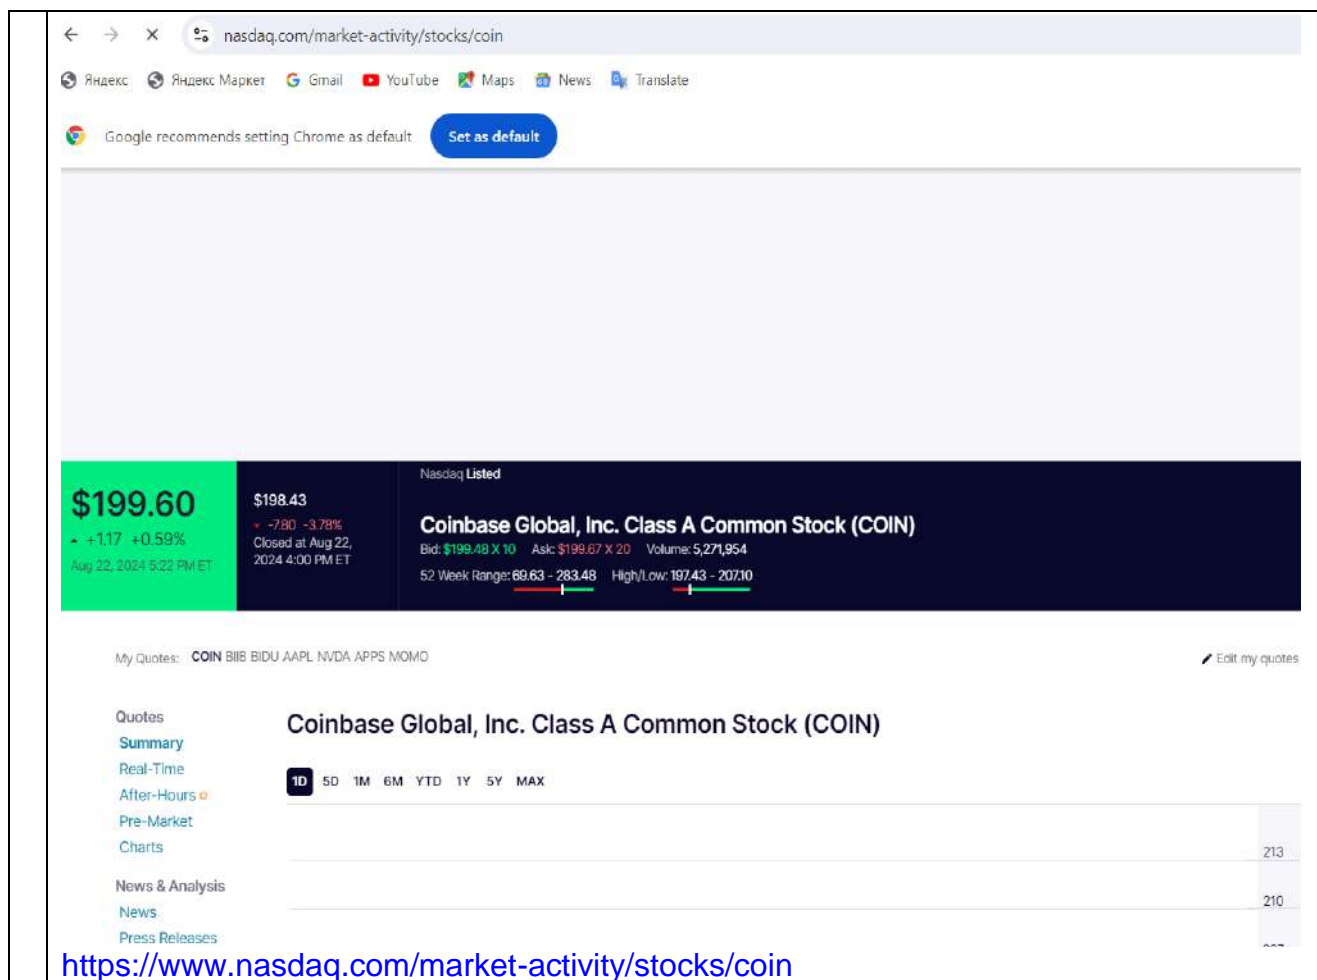 nasdaq.com/market-activity/stocks/coin
Яндекс Яндекс Маркет Gmail YouTube Maps News Translate
Google recommends setting Chrome as default Set as default
Nasdaq Listed
$199.60
+1.17 +0.59%
Aug 22, 2024 5:22 PM ET
$198.43
-7.80 -3.78%
Closed at Aug 22,
2024 4:00 PM ET
Coinbase Global, Inc. Class A Common Stock (COIN)
Bid: $199.48 X 10 Ask: $199.67 X 20 Volume: 5,271,954
52 Week Range: 69.63 - 283.48 High/Low: 197.43 - 207.10
My Quotes: COIN BIIB BIDU AAPL NVDA APPS MOMO
Edit my quotes
Quotes
Summary
Real-Time
After-Hours
Pre-Market
Charts
News & Analysis
News
Press Releases
Coinbase Global, Inc. Class A Common Stock (COIN)
1D 5D 1M 6M YTD 1Y 5Y MAX
213
210
https://www.nasdaq.com/market-activity/stocks/coin